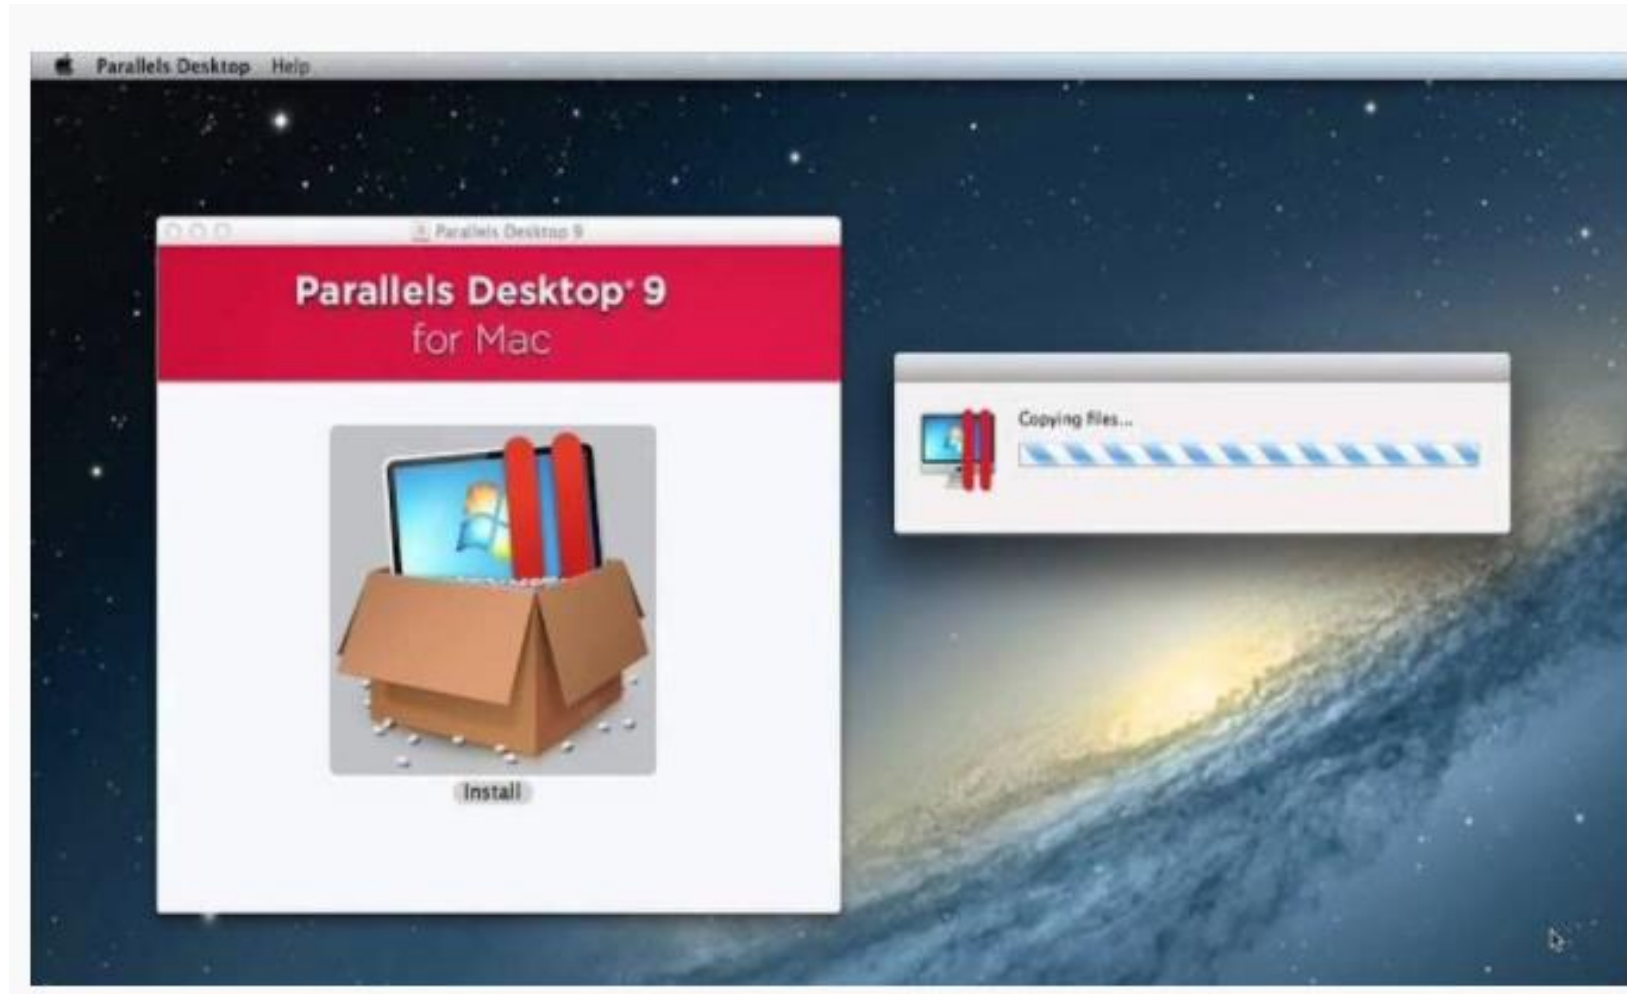 Parallels Desktop Help
Parallels Desktop 9
Parallels Desktop® 9
for Mac
Copying files...
Install